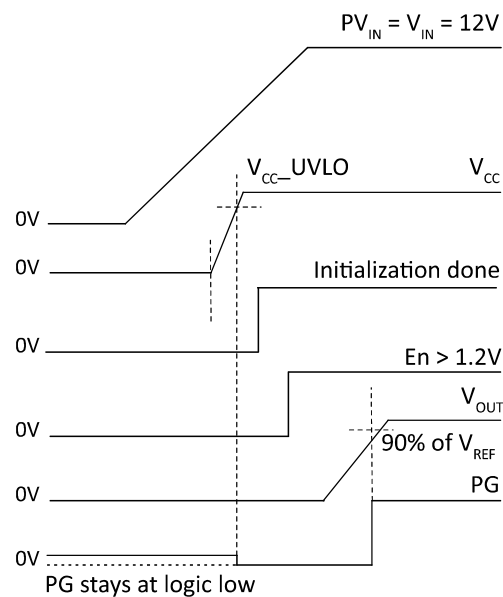 PV_IN = V_IN = 12V
V_CC_UVLO
V_CC
0V
0V
Initialization done
0V
En > 1.2V
V_OUT
0V
90% of V_REF
PG
0V
0V
PG stays at logic low